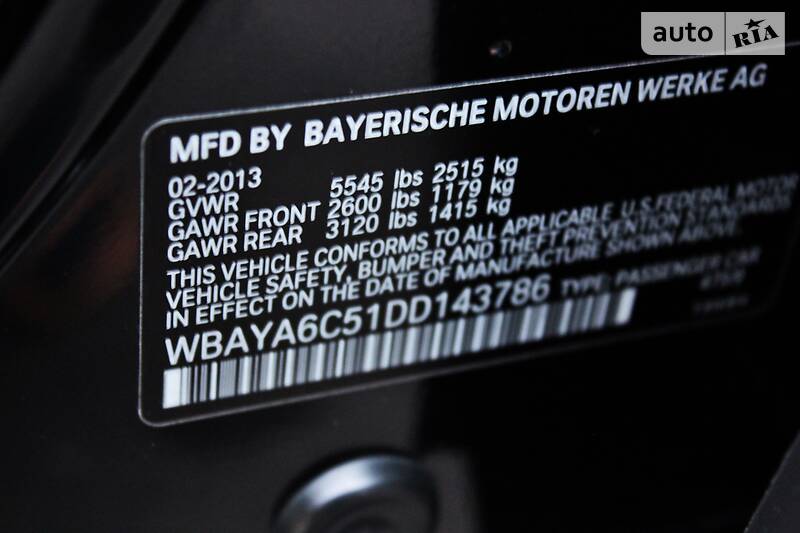 auto RIA
MFD BY BAYERISCHE MOTOREN WERKE AG
02-2013
GVWR 5545 lbs 2515 kg
GAWR FRONT 2600 lbs 1179 kg
GAWR REAR 3120 lbs 1415 kg
THIS VEHICLE CONFORMS TO ALL APPLICABLE U.S. FEDERAL MOTOR
VEHICLE SAFETY, BUMPER AND THEFT PREVENTION STANDARDS
IN EFFECT ON THE DATE OF MANUFACTURE SHOWN ABOVE.
WBAYA6C51DD143786 TYPE: PASSENGER CAR